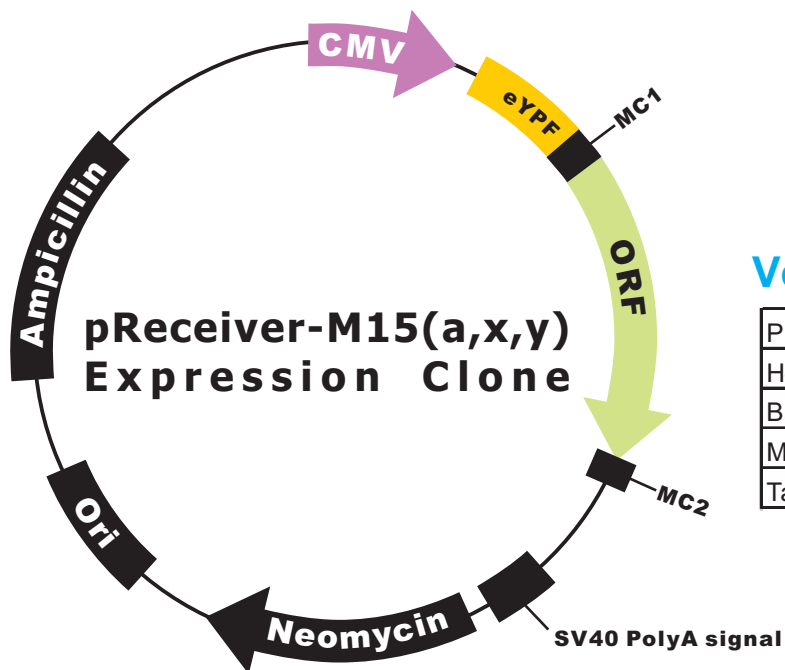 CMV
eYPF
MC1
ORF
MC2
SV40 PolyA signal
Neomycin
Ori
Ampicillin
pReceiver-M15(a,x,y)
Expression Clone